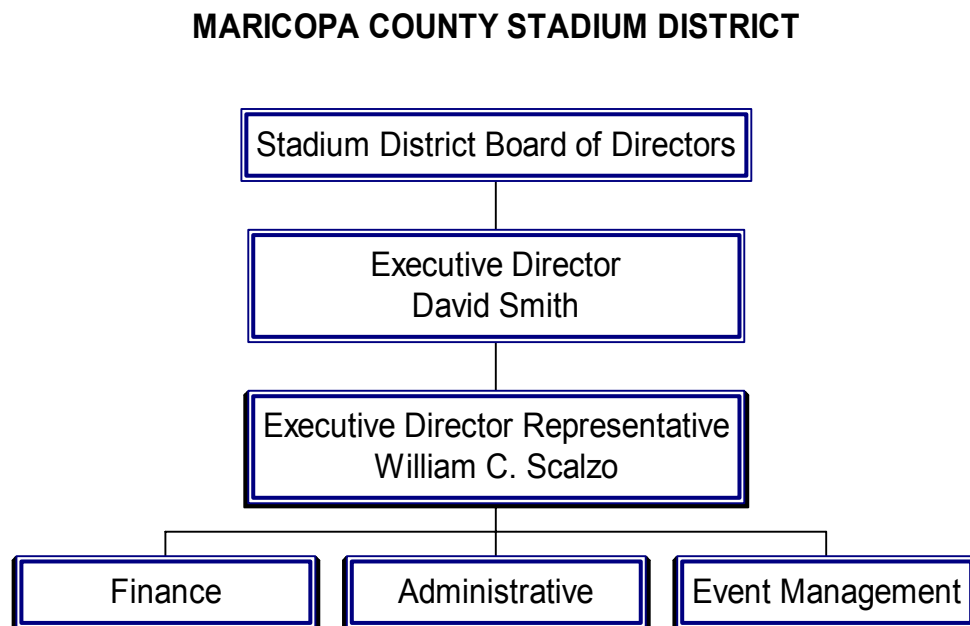 MARICOPA COUNTY STADIUM DISTRICT
Stadium District Board of Directors
Executive Director
David Smith
Executive Director Representative
William C. Scalzo
Finance
Administrative
Event Management